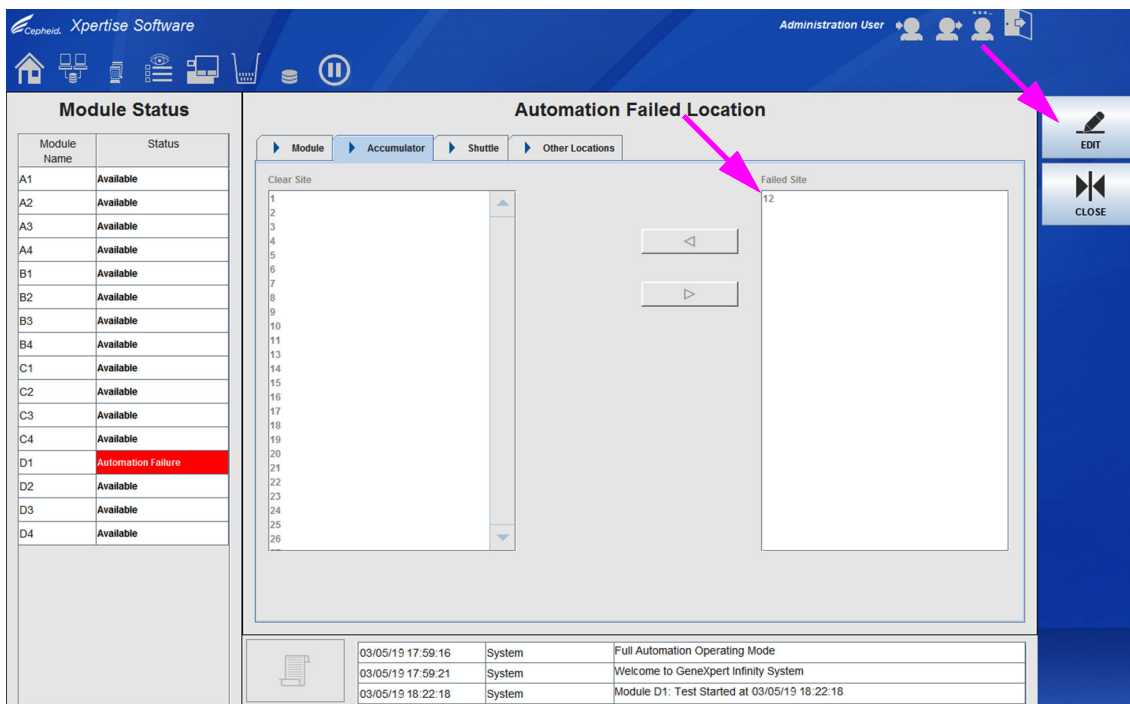 Cepheid. Xpertise Software
Administration User
Module Status
Module Name Status
A1 Available
A2 Available
A3 Available
A4 Available
B1 Available
B2 Available
B3 Available
B4 Available
C1 Available
C2 Available
C3 Available
C4 Available
D1 Automation Failure
D2 Available
D3 Available
D4 Available
Automation Failed Location
Module Accumulator Shuttle Other Locations
Clear Site
1
2
3
4
5
6
7
8
9
10
11
13
14
15
16
17
18
19
20
21
22
23
24
25
26
Failed Site
12
EDIT
CLOSE
03/05/19 17:59:16 System Full Automation Operating Mode
03/05/19 17:59:21 System Welcome to GeneXpert Infinity System
03/05/19 18:22:18 System Module D1: Test Started at 03/05/19 18:22:18